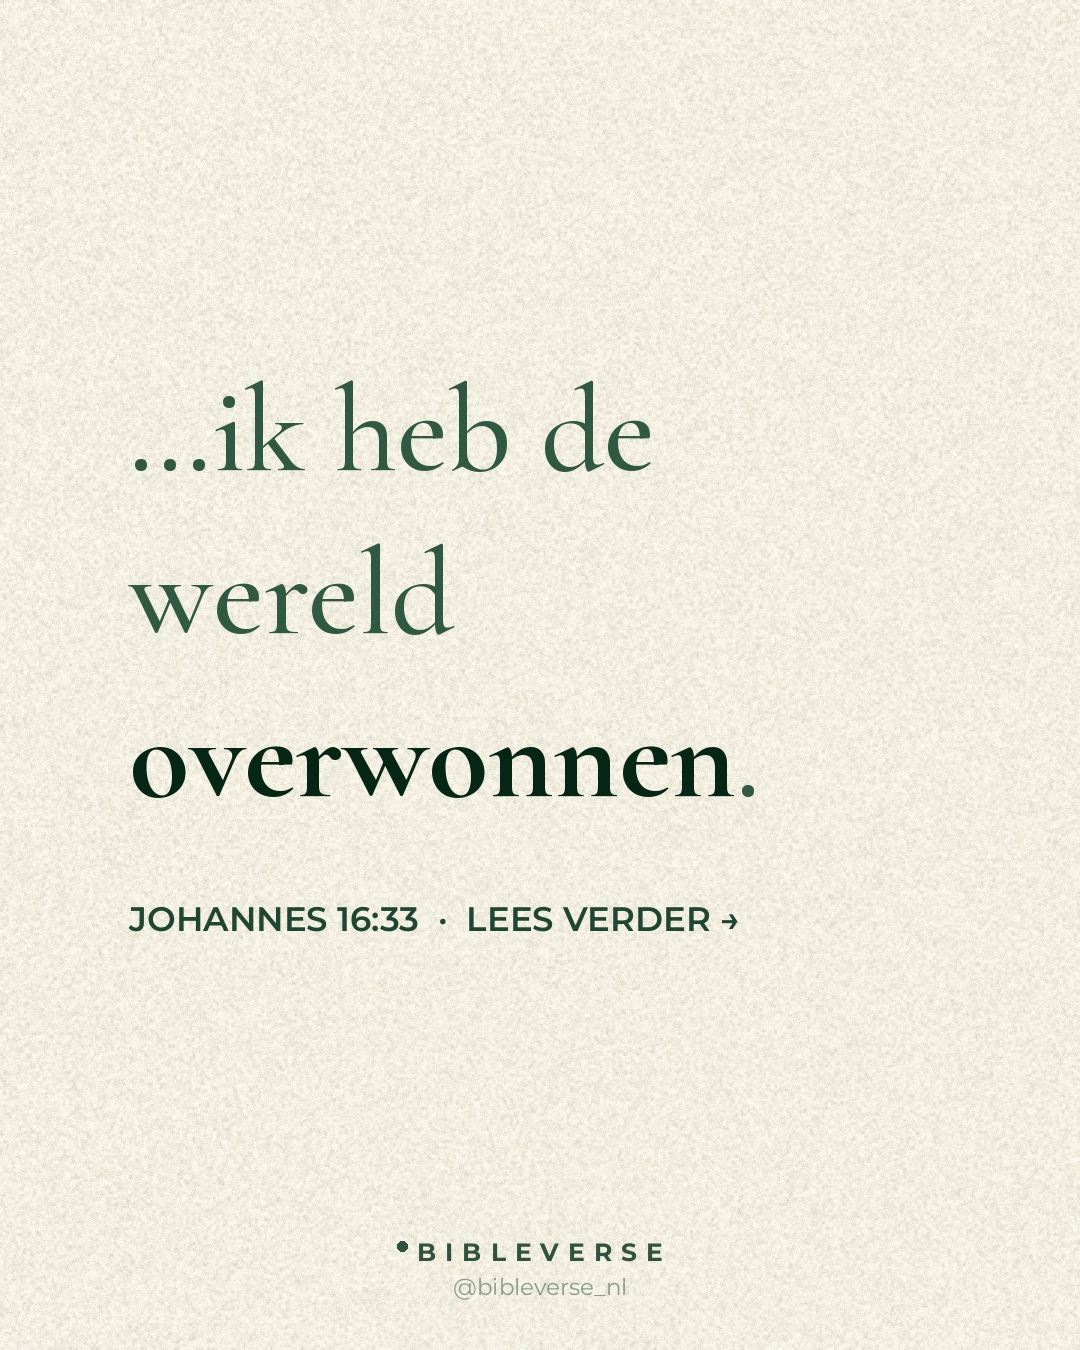 ...ik heb de
wereld
overwonnen.
JOHANNES 16:33 · LEES VERDER →
BIBLEVERSE
@bibleverse_nl